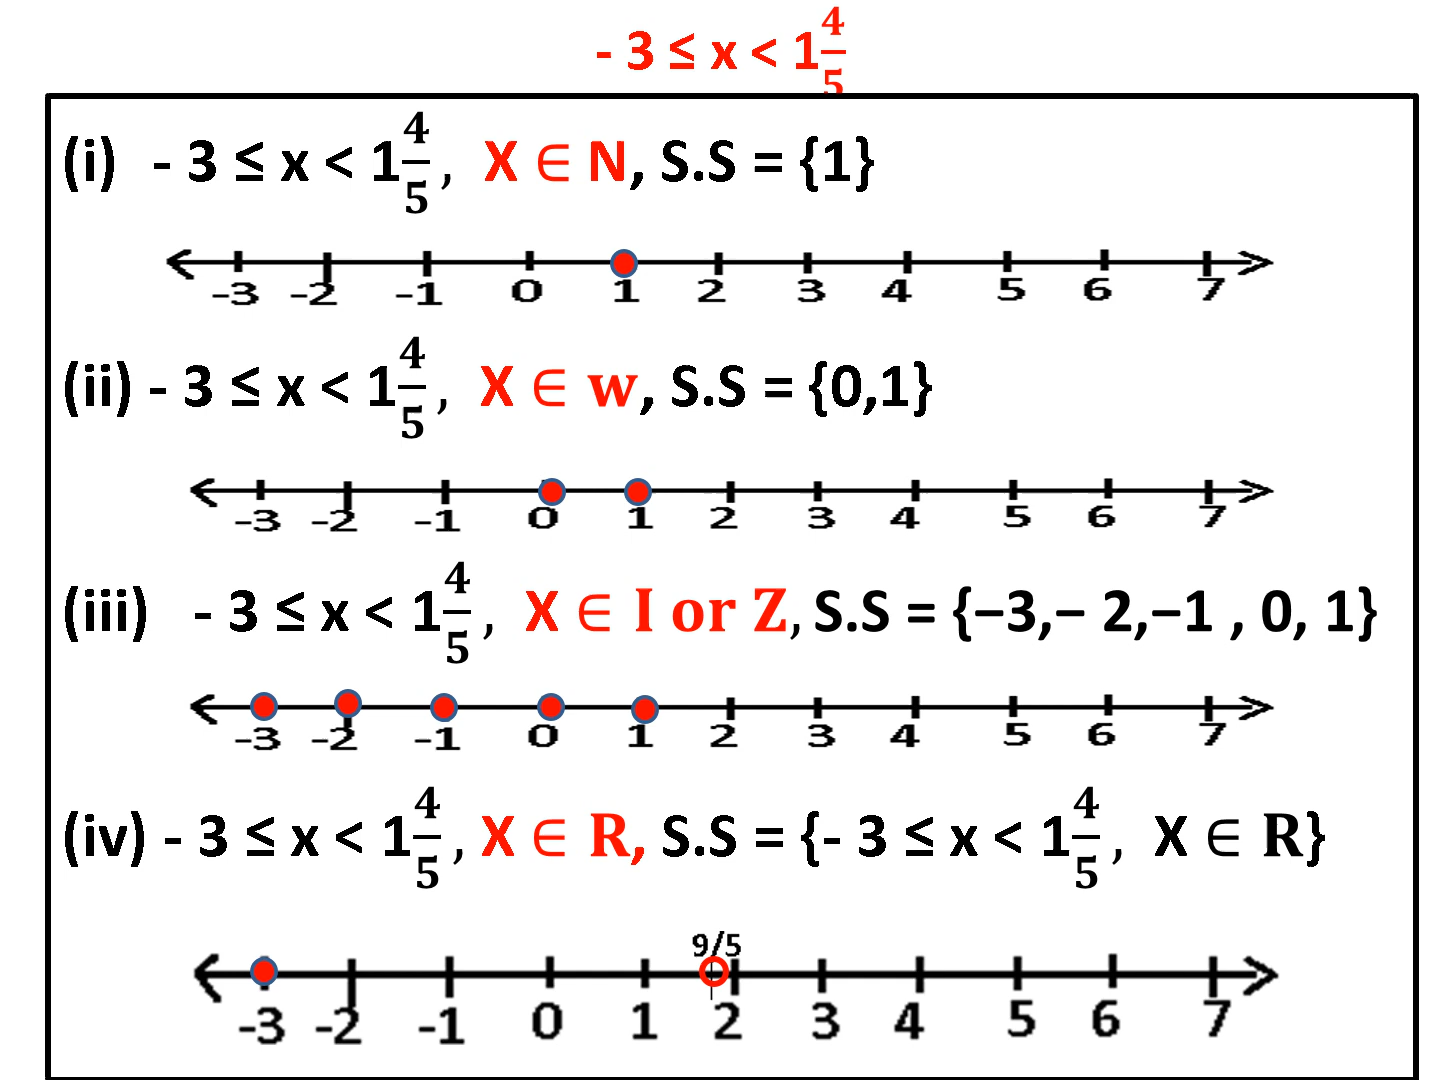 - 3 ≤ x < 1 4/5
(i) - 3 ≤ x < 1 4/5, X ∈ N, S.S = {1}
-3 -2 -1 0 1 2 3 4 5 6 7
(ii) - 3 ≤ x < 1 4/5, X ∈ w, S.S = {0,1}
-3 -2 -1 0 1 2 3 4 5 6 7
(iii) - 3 ≤ x < 1 4/5, X ∈ I or Z, S.S = {−3,− 2,−1 , 0, 1}
-3 -2 -1 0 1 2 3 4 5 6 7
(iv) - 3 ≤ x < 1 4/5, X ∈ R, S.S = {- 3 ≤ x < 1 4/5, X ∈ R}
9/5
-3 -2 -1 0 1 2 3 4 5 6 7